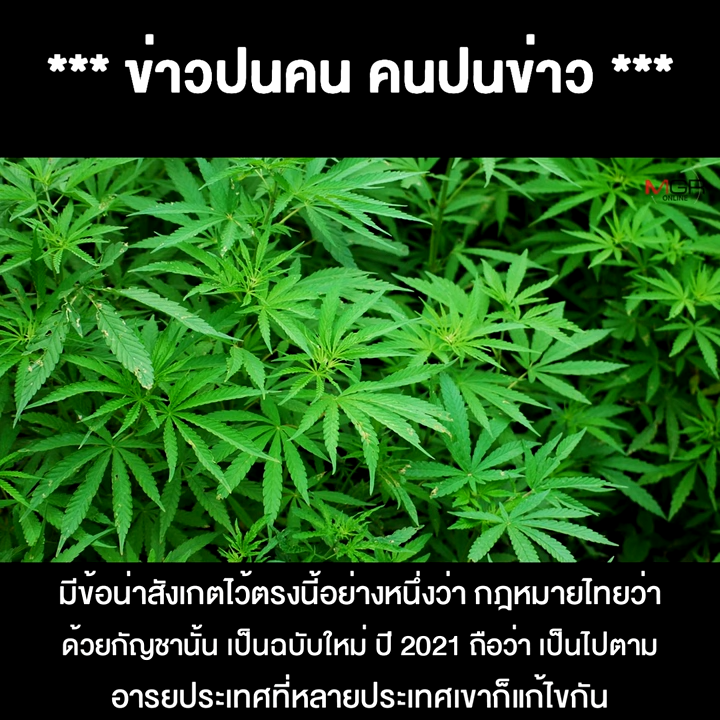 *** ข่าวปนคน คนปนข่าว ***
MGR
ONLINE
มีข้อน่าสังเกตไว้ตรงนี้อย่างหนึ่งว่า กฎหมายไทยว่า
ด้วยกัญชานั้น เป็นฉบับใหม่ ปี 2021 ถือว่า เป็นไปตาม
อารยประเทศที่หลายประเทศเขาก็แก้ไขกัน